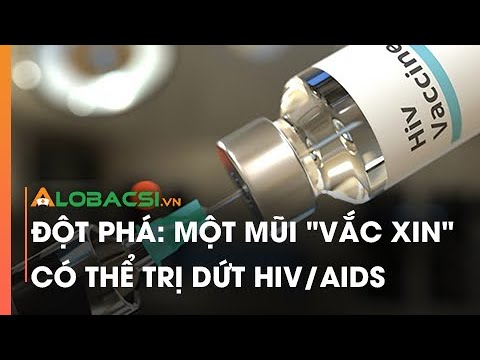 Hiv
vaccine
ALOBACSI.VN
ĐỘT PHÁ: MỘT MŨI "VẮC XIN"
CÓ THỂ TRỊ DỨT HIV/AIDS